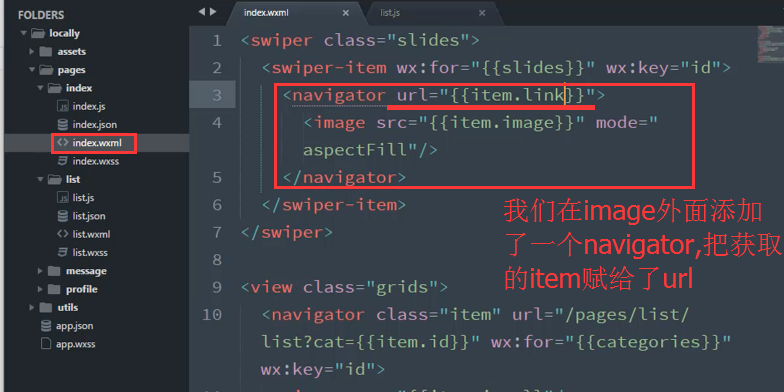 index.wxml
list.js
FOLDERS
locally
assets
pages
index
index.js
index.json
index.wxml
index.wxss
list
list.js
list.json
list.wxml
list.wxss
message
profile
utils
app.json
app.wxss
1 <swiper class="slides">
2 <swiper-item wx:for="{{slides}}" wx:key="id">
3 <navigator url="{{item.link}}">
4 <image src="{{item.image}}" mode="
aspectFill"/>
5 </navigator>
6 </swiper-item>
7 </swiper>
8
9 <view class="grids">
10 <navigator class="item" url="/pages/list/
list?cat={{item.id}}" wx:for="{{categories}}"
wx:key="id">
我们在image外面添加
了一个navigator,把获取
的item赋给了url